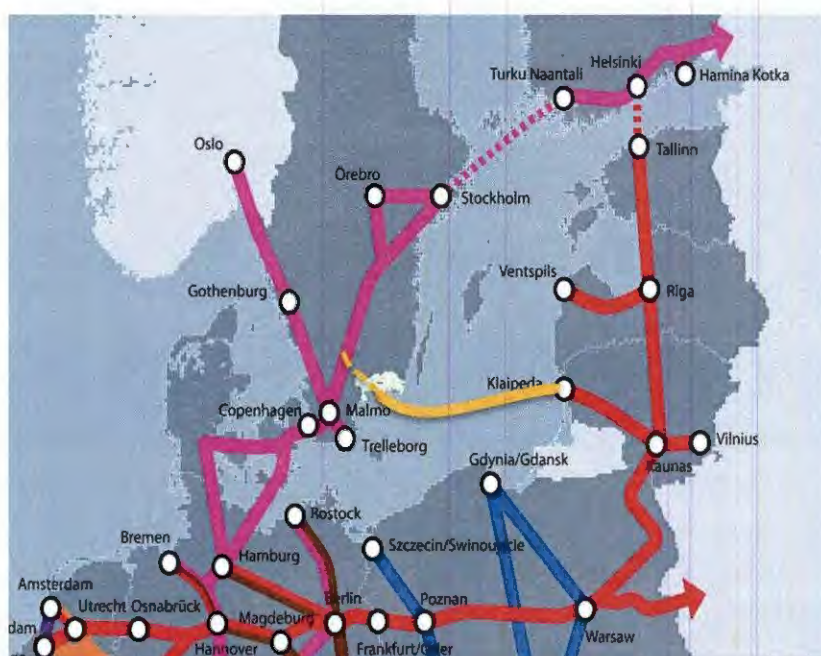 Helsinki
Turku Naantali
Hamina Kotka
Oslo
Tallinn
Örebro
Stockholm
Ventspils
Gothenburg
Riga
Klaipeda
Copenhagen
Malmo
Trelleborg
Vilnius
Kaunas
Gdynia/Gdansk
Rostock
Bremen
Szczecin/Swinoujscie
Hamburg
Amsterdam
Utrecht
Osnabrück
Magdeburg
Berlin
Poznan
dam
Warsaw
Hannover
Frankfurt/Oder